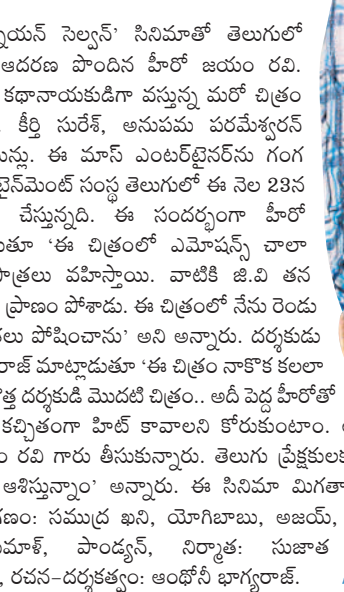 ్నియన్ సెల్వన్' సినిమాతో తెలుగులో
ఆదరణ పొందిన హీరో జయం రవి.
కథానాయకుడిగా వస్తున్న మరో చిత్రం
కీర్తి సురేశ్, అనుపమ పరమేశ్వరన్
యిన్లు. ఈ మాస్ ఎంటర్‌టైనర్‌ను గంగ
టైన్‌మెంట్ సంస్థ తెలుగులో ఈ నెల 23న
చేస్తున్నది. ఈ సందర్భంగా హీరో
డుతూ 'ఈ చిత్రంలో ఎమోషన్స్ చాలా
పాత్రలు వహిస్తాయి. వాటికి జి.వి తన
ప్రాణం పోశాడు. ఈ చిత్రంలో నేను రెండు
లు పోషించాను' అని అన్నారు. దర్శకుడు
రాజ్ మాట్లాడుతూ 'ఈ చిత్రం నాకొక కలలా
త్త దర్శకుడి మొదటి చిత్రం.. అదీ పెద్ద హీరోతో
కచ్చితంగా హిట్ కావాలని కోరుకుంటాం.
రవి గారు తీసుకున్నారు. తెలుగు ప్రేక్షకులకు
ఆశిస్తున్నాం' అన్నారు. ఈ సినిమా మిగతా
గణం: సముద్ర ఖని, యోగిబాబు, అజయ్,
మాళ్, పాండ్యన్, నిర్మాత: సుజాత
, రచన-దర్శకత్వం: ఆంథోనీ భాగ్యరాజ్.